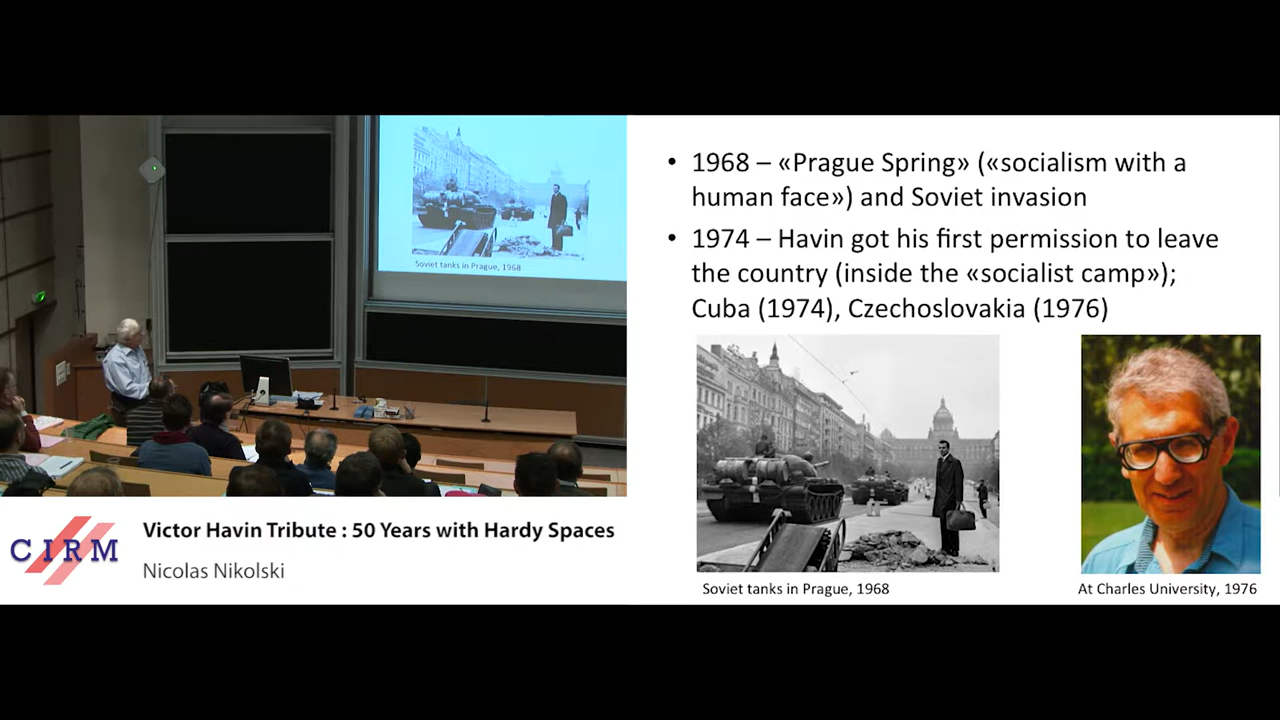 Soviet tanks in Prague, 1968
• 1968 – «Prague Spring» («socialism with a
human face») and Soviet invasion
• 1974 – Havin got his first permission to leave
the country (inside the «socialist camp»);
Cuba (1974), Czechoslovakia (1976)
Soviet tanks in Prague, 1968
At Charles University, 1976
CIRM
Victor Havin Tribute : 50 Years with Hardy Spaces
Nicolas Nikolski